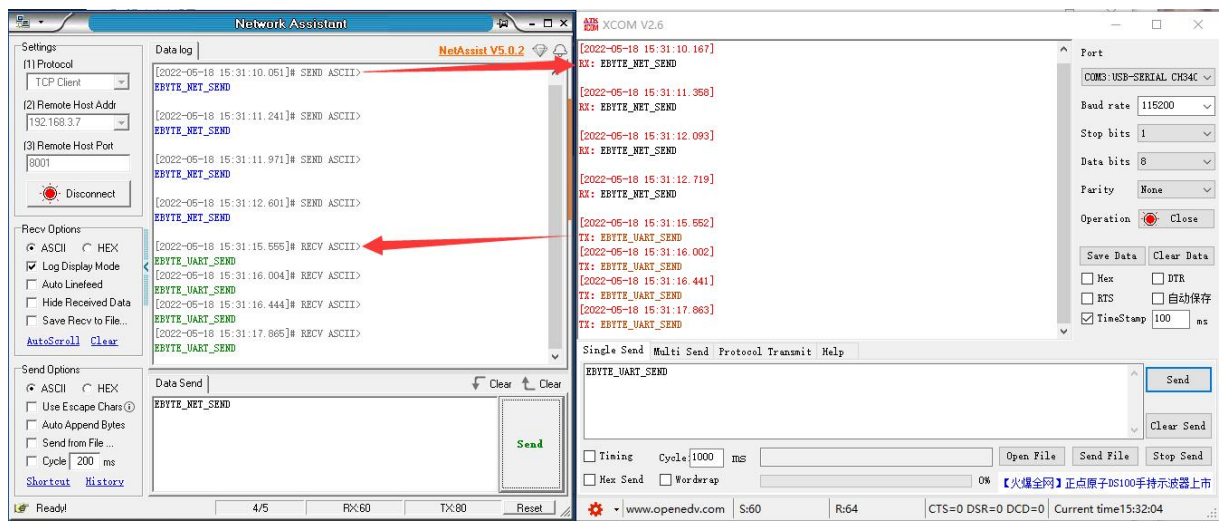 Network Assistant
Settings
(1) Protocol
TCP Client
(2) Remote Host Addr
192.168.3.7
(3) Remote Host Port
8001
Disconnect
Recv Options
ASCII HEX
Log Display Mode
Auto Linefeed
Hide Received Data
Save Recv to File...
AutoScroll Clear
Send Options
ASCII HEX
Use Escape Chars
Auto Append Bytes
Send from File ...
Cycle 200 ms
Shortcut History
Data log NetAssist V5.0.2
[2022-05-18 15:31:10.051]# SEND ASCII>
EBYTE_NET_SEND
[2022-05-18 15:31:11.241]# SEND ASCII>
EBYTE_NET_SEND
[2022-05-18 15:31:11.971]# SEND ASCII>
EBYTE_NET_SEND
[2022-05-18 15:31:12.601]# SEND ASCII>
EBYTE_NET_SEND
[2022-05-18 15:31:15.555]# RECV ASCII>
EBYTE_UART_SEND
[2022-05-18 15:31:16.004]# RECV ASCII>
EBYTE_UART_SEND
[2022-05-18 15:31:16.444]# RECV ASCII>
EBYTE_UART_SEND
[2022-05-18 15:31:17.865]# RECV ASCII>
EBYTE_UART_SEND
Data Send Clear Clear
EBYTE_NET_SEND
Send
Ready! 4/5 RX:60 TX:80 Reset
XCOM V2.6
[2022-05-18 15:31:10.167]
RX: EBYTE_NET_SEND
[2022-05-18 15:31:11.358]
RX: EBYTE_NET_SEND
[2022-05-18 15:31:12.093]
RX: EBYTE_NET_SEND
[2022-05-18 15:31:12.719]
RX: EBYTE_NET_SEND
[2022-05-18 15:31:15.552]
TX: EBYTE_UART_SEND
[2022-05-18 15:31:16.002]
TX: EBYTE_UART_SEND
[2022-05-18 15:31:16.441]
TX: EBYTE_UART_SEND
[2022-05-18 15:31:17.863]
TX: EBYTE_UART_SEND
Port
COM3:USB-SERIAL CH34C
Baud rate 115200
Stop bits 1
Data bits 8
Parity None
Operation Close
Save Data Clear Data
Hex DTR
RTS 自动保存
TimeStamp 100 ms
Single Send Multi Send Protocol Transmit Help
EBYTE_UART_SEND
Send
Clear Send
Timing Cycle: 1000 ms Open File Send File Stop Send
Hex Send Wordwrap 0% 【火爆全网】正点原子DS100手持示波器上市
www.openedv.com S:60 R:64 CTS=0 DSR=0 DCD=0 Current time15:32:04